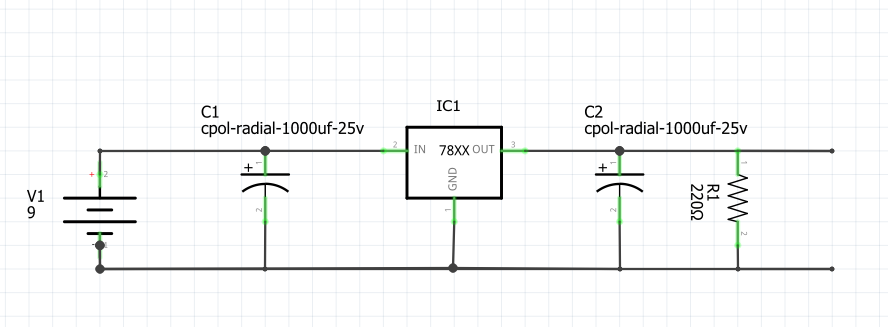 C1
cpol-radial-1000uf-25v
IC1
C2
cpol-radial-1000uf-25v
2
IN
78XX
OUT
3
GND
1
+
1
2
+
1
2
V1
9
+
2
-
R1
220Ω
1
2